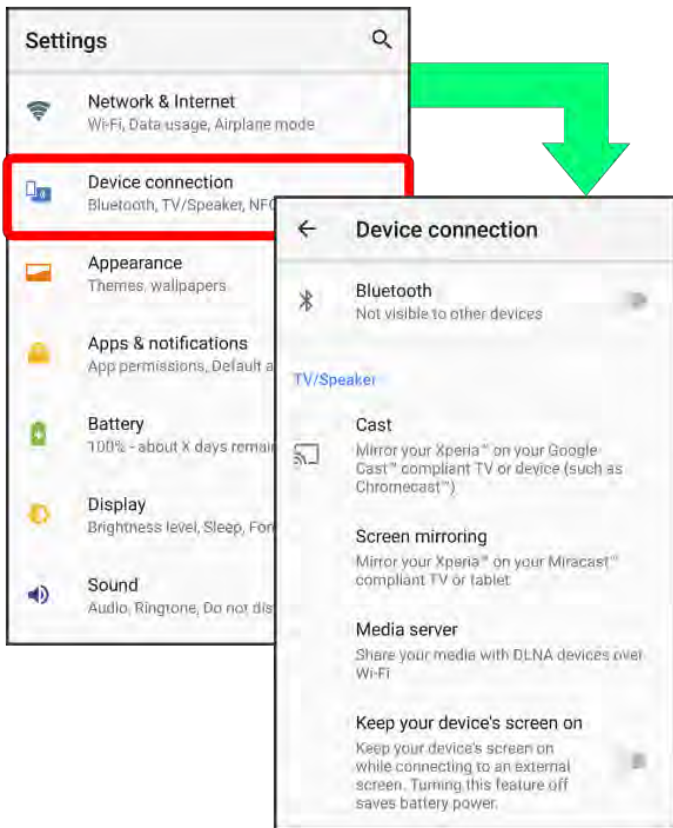 Settings
Network & Internet
Wi-Fi, Data usage, Airplane mode
Device connection
Bluetooth, TV/Speaker, NFC
Appearance
Themes, wallpapers
Apps & notifications
App permissions, Default a
Battery
100% - about X days remain
Display
Brightness level, Sleep, Fon
Sound
Audio, Ringtone, Do not dis
Device connection
Bluetooth
Not visible to other devices
TV/Speaker
Cast
Mirror your Xperia™ on your Google
Cast™ compliant TV or device (such as
Chromecast™)
Screen mirroring
Mirror your Xperia™ on your Miracast™
compliant TV or tablet
Media server
Share your media with DLNA devices over
Wi-Fi
Keep your device's screen on
Keep your device's screen on
while connecting to an external
screen. Turning this feature off
saves battery power.